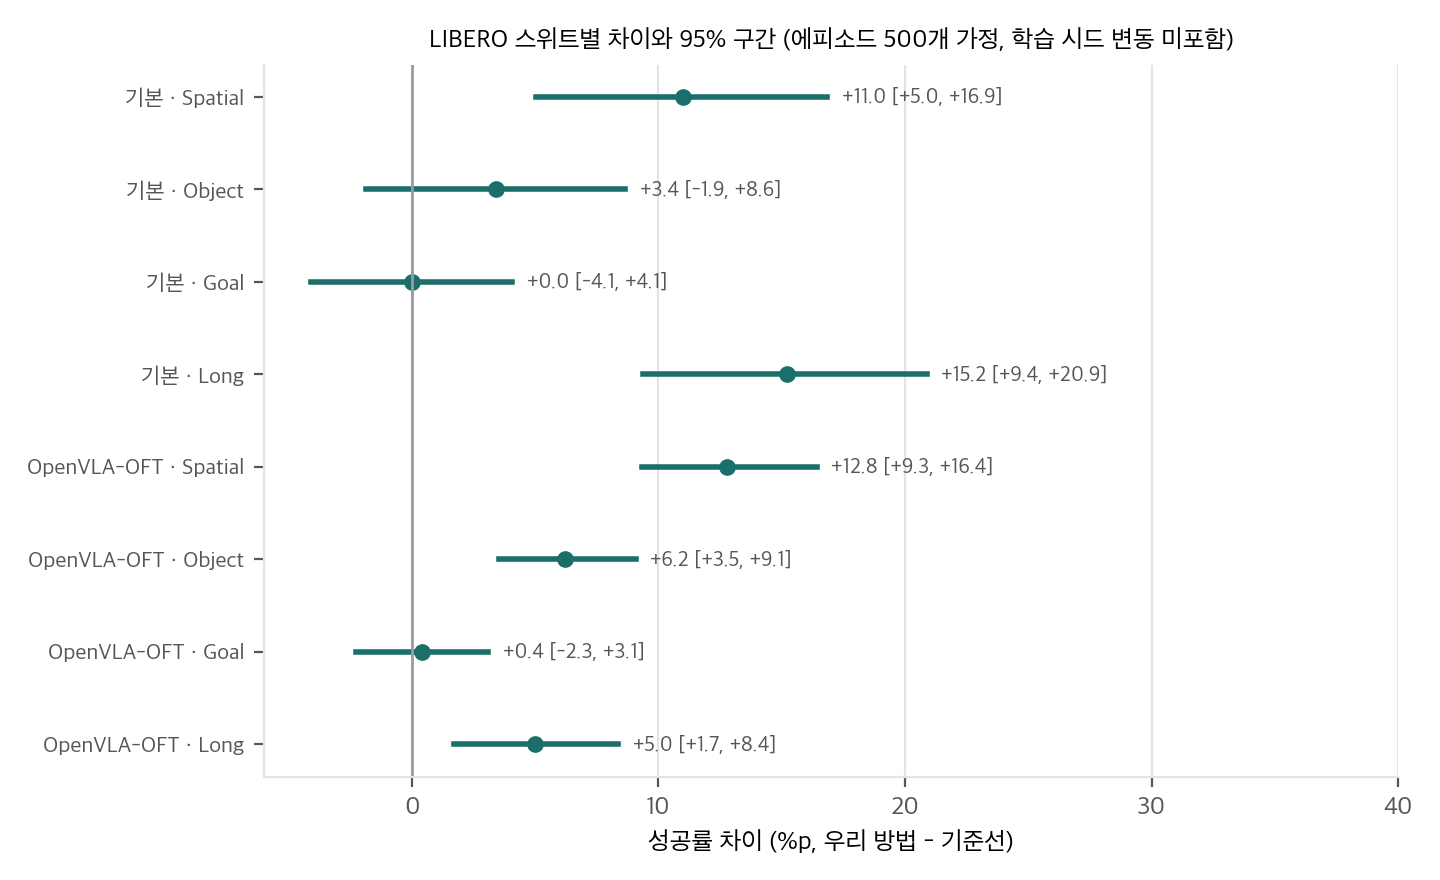 LIBERO 스위트별 차이와 95% 구간 (에피소드 500개 가정, 학습 시드 변동 미포함)
기본 · Spatial +11.0 [+5.0, +16.9]
기본 · Object +3.4 [-1.9, +8.6]
기본 · Goal +0.0 [-4.1, +4.1]
기본 · Long +15.2 [+9.4, +20.9]
OpenVLA-OFT · Spatial +12.8 [+9.3, +16.4]
OpenVLA-OFT · Object +6.2 [+3.5, +9.1]
OpenVLA-OFT · Goal +0.4 [-2.3, +3.1]
OpenVLA-OFT · Long +5.0 [+1.7, +8.4]
0 10 20 30 40
성공률 차이 (%p, 우리 방법 - 기준선)